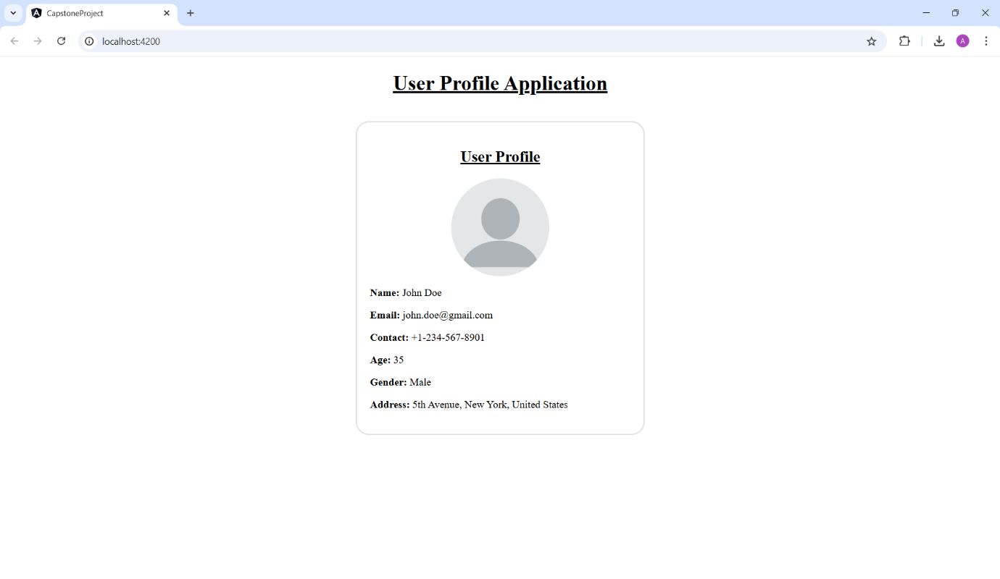 CapstoneProject
localhost:4200
A
User Profile Application
User Profile
Name: John Doe
Email: john.doe@gmail.com
Contact: +1-234-567-8901
Age: 35
Gender: Male
Address: 5th Avenue, New York, United States